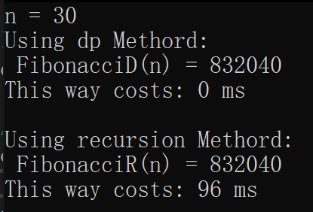 n = 30
Using dp Methord:
FibonacciD(n) = 832040
This way costs: 0 ms
Using recursion Methord:
FibonacciR(n) = 832040
This way costs: 96 ms